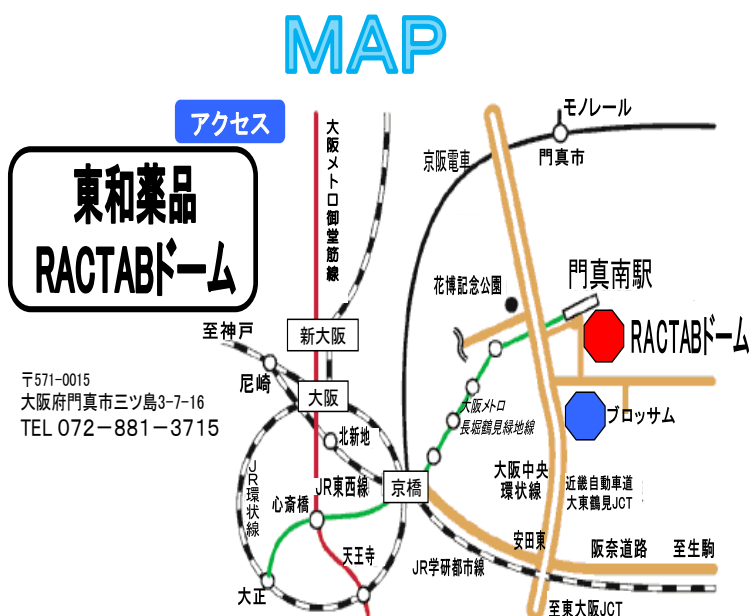 MAP
アクセス
東和薬品
RACTABドーム
〒571-0015
大阪府門真市三ツ島3-7-16
TEL 072-881-3715
大阪メトロ御堂筋線
モノレール
京阪電車
門真市
花博記念公園
門真南駅
RACTABドーム
至神戸
新大阪
尼崎
大阪
大阪メトロ
長堀鶴見緑地線
ブロッサム
北新地
JR東西線
京橋
JR環状線
心斎橋
大阪中央
環状線
近畿自動車道
大東鶴見JCT
天王寺
安田東
阪奈道路
至生駒
JR学研都市線
大正
至東大阪JCT